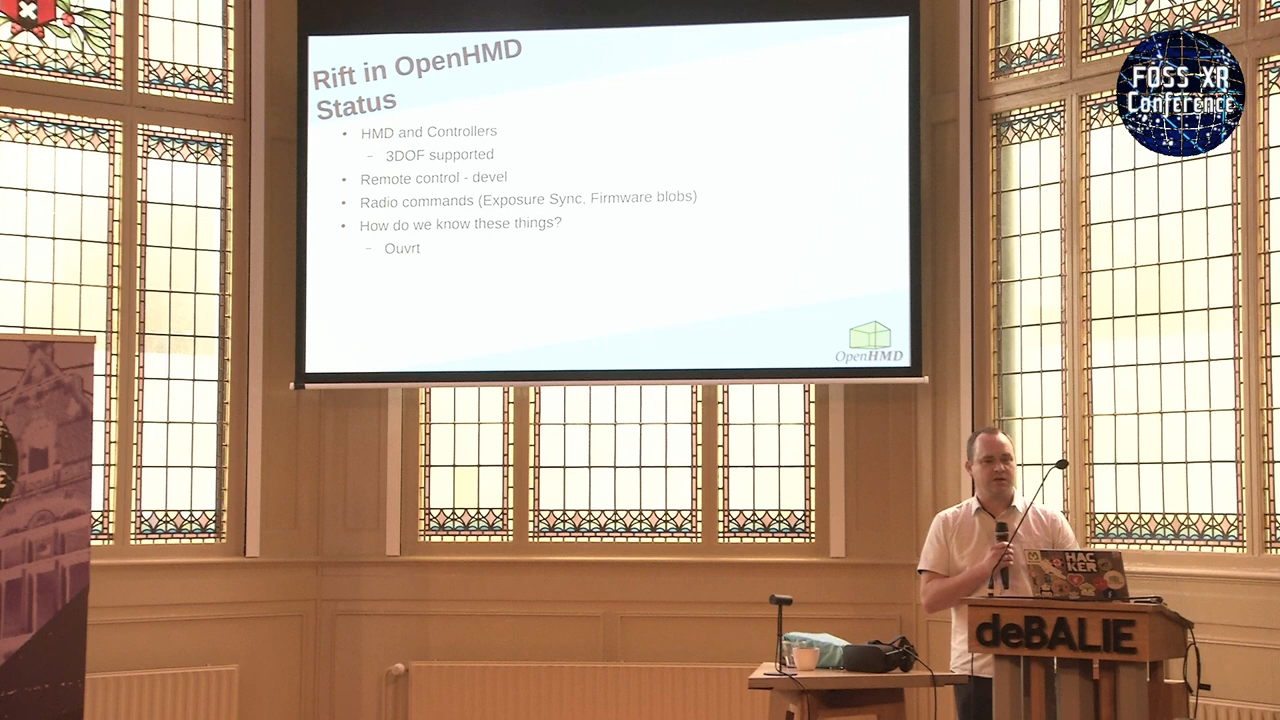 Rift in OpenHMD
Status
• HMD and Controllers
– 3DOF supported
• Remote control - devel
• Radio commands (Exposure Sync, Firmware blobs)
• How do we know these things?
– Ouvrt
OpenHMD
FOSS XR
Conference
HAC
KER
deBALIE